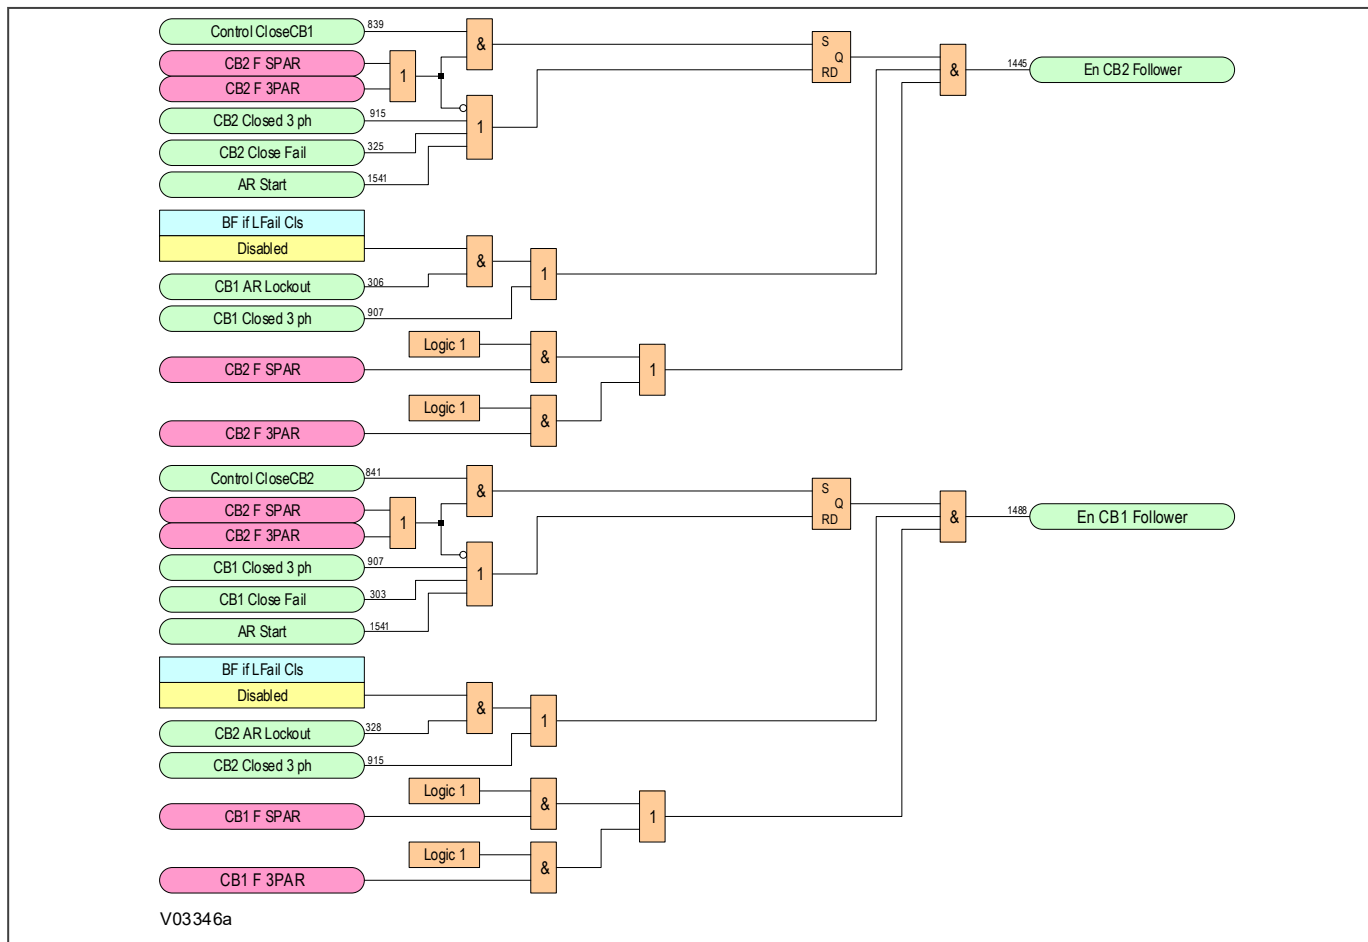 Control CloseCB1
839
&
CB2 F SPAR
CB2 F 3PAR
1
CB2 Closed 3 ph
915
CB2 Close Fail
325
AR Start
1541
1
S
Q
RD
&
1445
En CB2 Follower
BF if LFail Cls
Disabled
&
CB1 AR Lockout
306
CB1 Closed 3 ph
907
1
Logic 1
&
CB2 F SPAR
1
Logic 1
&
CB2 F 3PAR
Control CloseCB2
841
&
CB2 F SPAR
CB2 F 3PAR
1
CB1 Closed 3 ph
907
CB1 Close Fail
303
AR Start
1541
1
S
Q
RD
&
1488
En CB1 Follower
BF if LFail Cls
Disabled
&
CB2 AR Lockout
328
CB2 Closed 3 ph
915
1
Logic 1
&
CB1 F SPAR
1
Logic 1
&
CB1 F 3PAR
V03346a